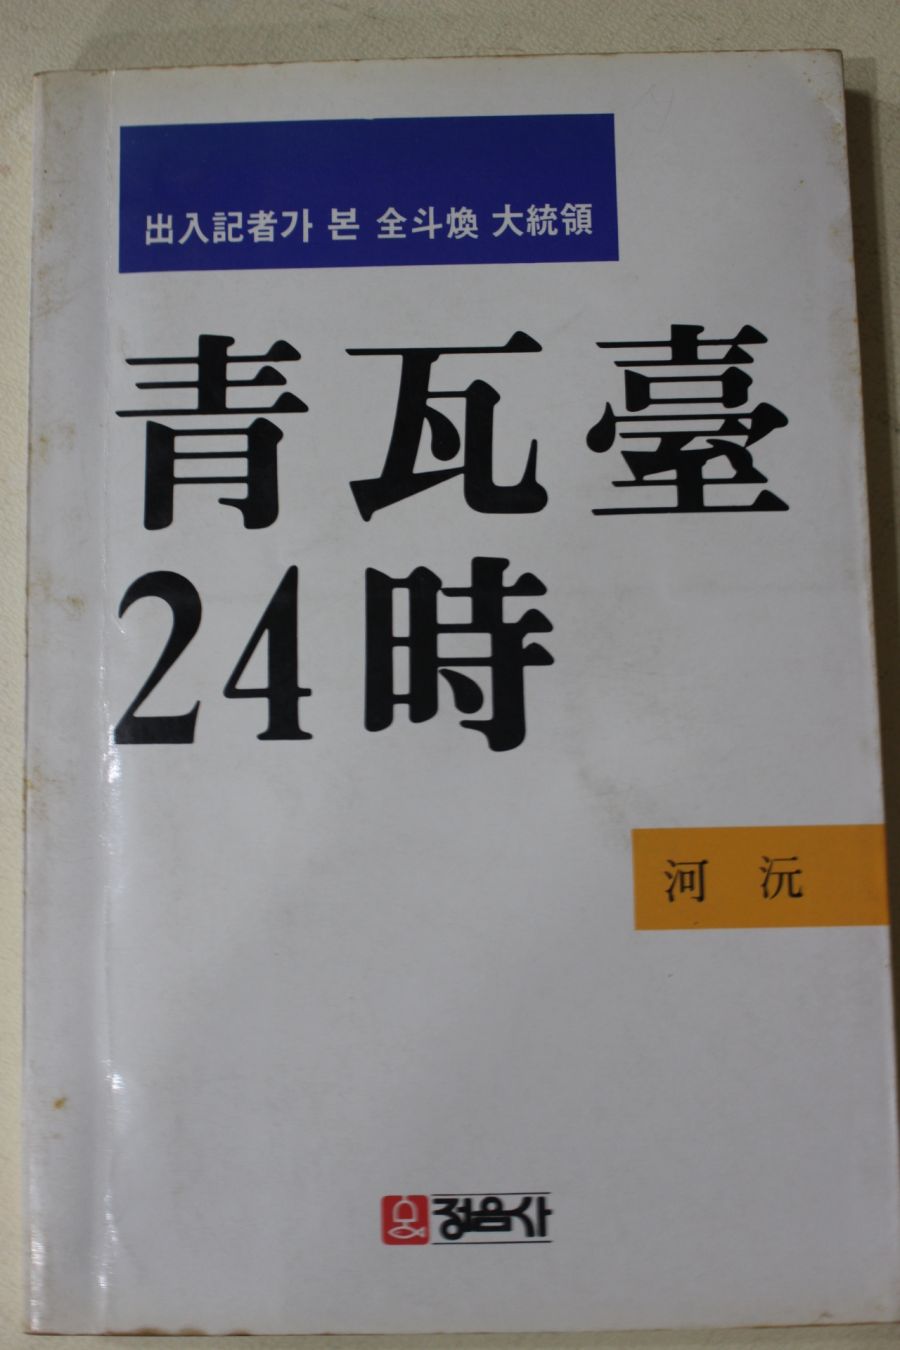 出入記者가 본 全斗煥 大統領
青瓦臺
24時
河 沅
정음사